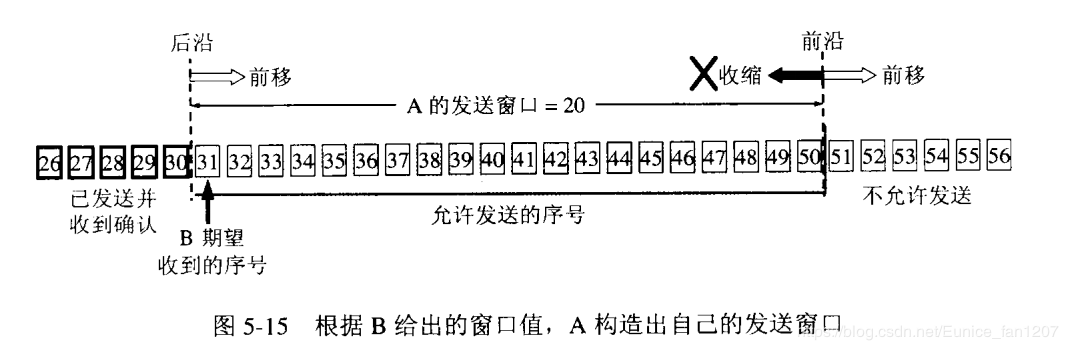 后沿 前沿
前移 收缩 前移
A 的发送窗口 = 20
26 27 28 29 30 31 32 33 34 35 36 37 38 39 40 41 42 43 44 45 46 47 48 49 50 51 52 53 54 55 56
已发送并 允许发送的序号 不允许发送
收到确认
B 期望
收到的序号
图 5-15 根据 B 给出的窗口值，A 构造出自己的发送窗口
https://blog.csdn.net/Eunice_fan1207